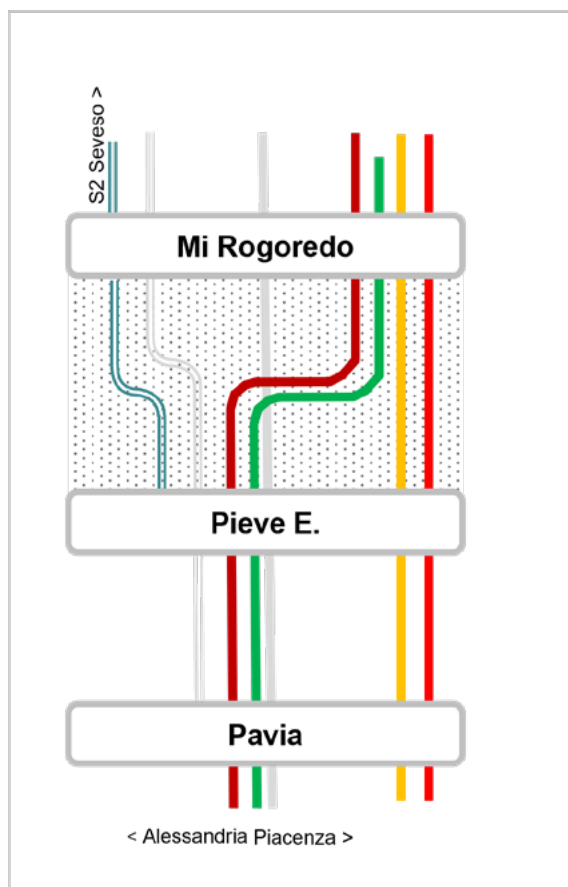 S2 Seveso >
Mi Rogoredo
Pieve E.
Pavia
< Alessandria Piacenza >